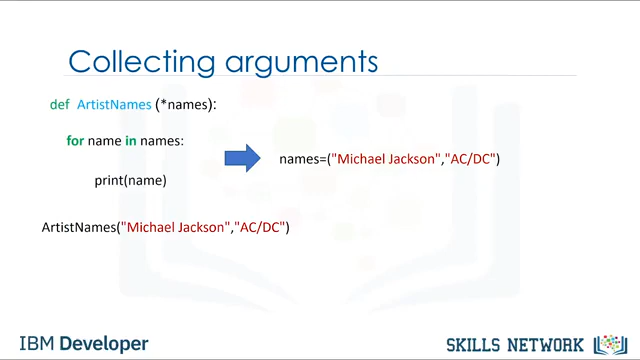 Collecting arguments
def ArtistNames (*names):
for name in names:
print(name)
names=("Michael Jackson","AC/DC")
ArtistNames("Michael Jackson","AC/DC")
IBM Developer
SKILLS NETWORK